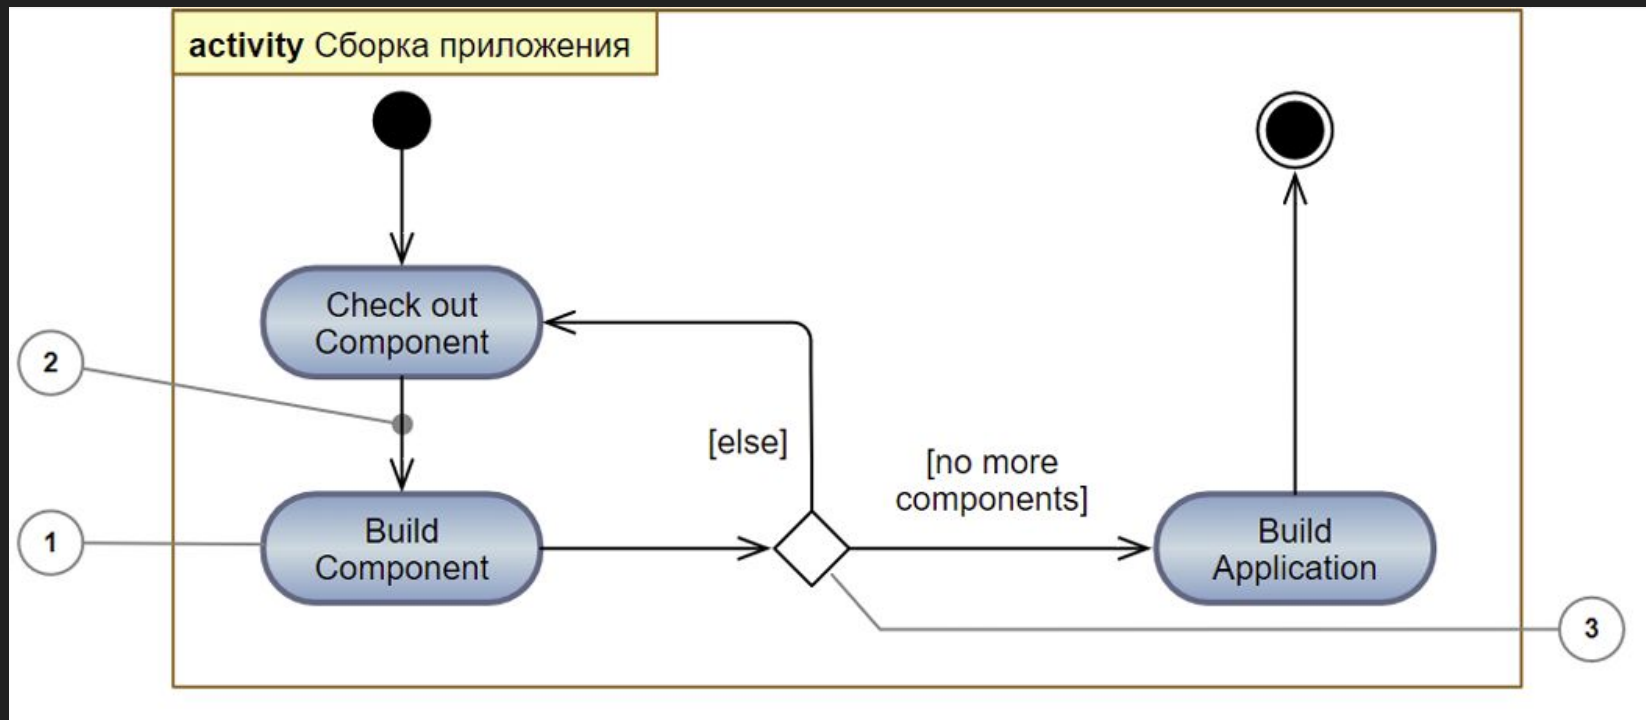 activity Сборка приложения
Check out
Component
2
[else]
[no more
components]
1
Build
Component
Build
Application
3